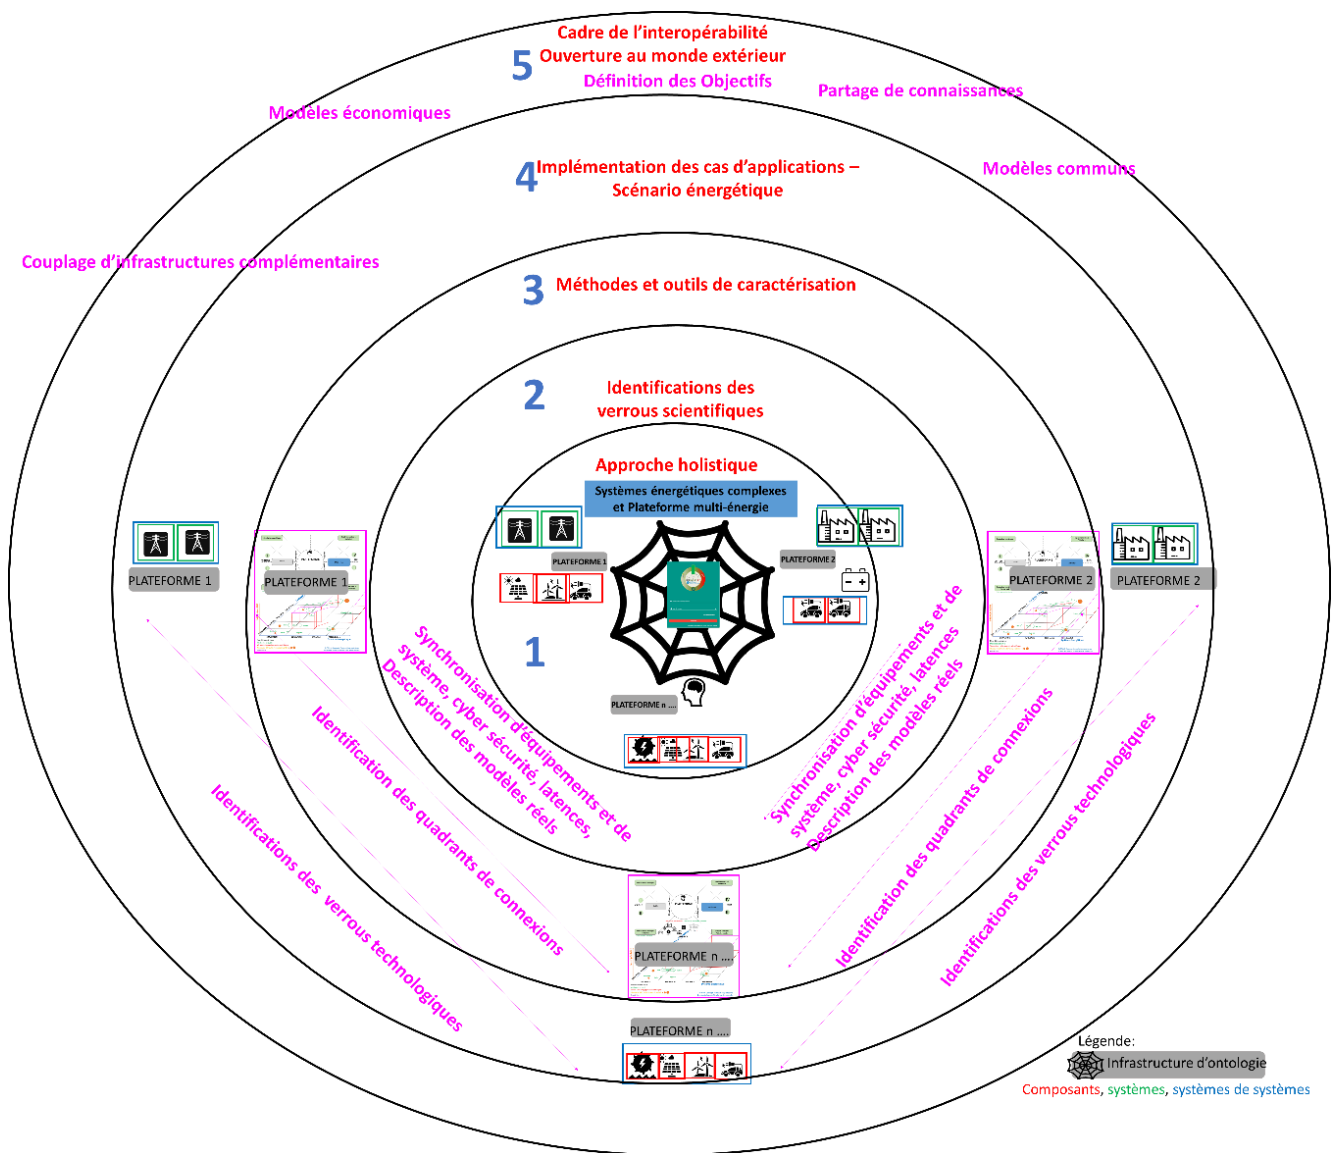 Cadre de l'interopérabilité
Ouverture au monde extérieur
5
Définition des Objectifs
Partage de connaissances
Modèles économiques
Modèles communs
4
Implémentation des cas d'applications –
Scénario énergétique
Couplage d'infrastructures complémentaires
3
Méthodes et outils de caractérisation
2
Identifications des
verrous scientifiques
Approche holistique
Systèmes énergétiques complexes
et Plateforme multi-énergie
PLATEFORME 1
PLATEFORME 1
PLATEFORME 1
PLATEFORME 2
PLATEFORME 2
PLATEFORME 2
1
PLATEFORME n ....
Synchronisation d'équipements et de
système, cyber sécurité, latences,
Description des modèles réels
Synchronisation d'équipements et de
système, cyber sécurité, latences
Description des modèles réels
Identification des quadrants de connexions
Identification des quadrants de connexions
Identifications des verrous technologiques
Identifications des verrous technologiques
PLATEFORME n ....
PLATEFORME n ....
Légende:
Infrastructure d'ontologie
Composants, systèmes, systèmes de systèmes